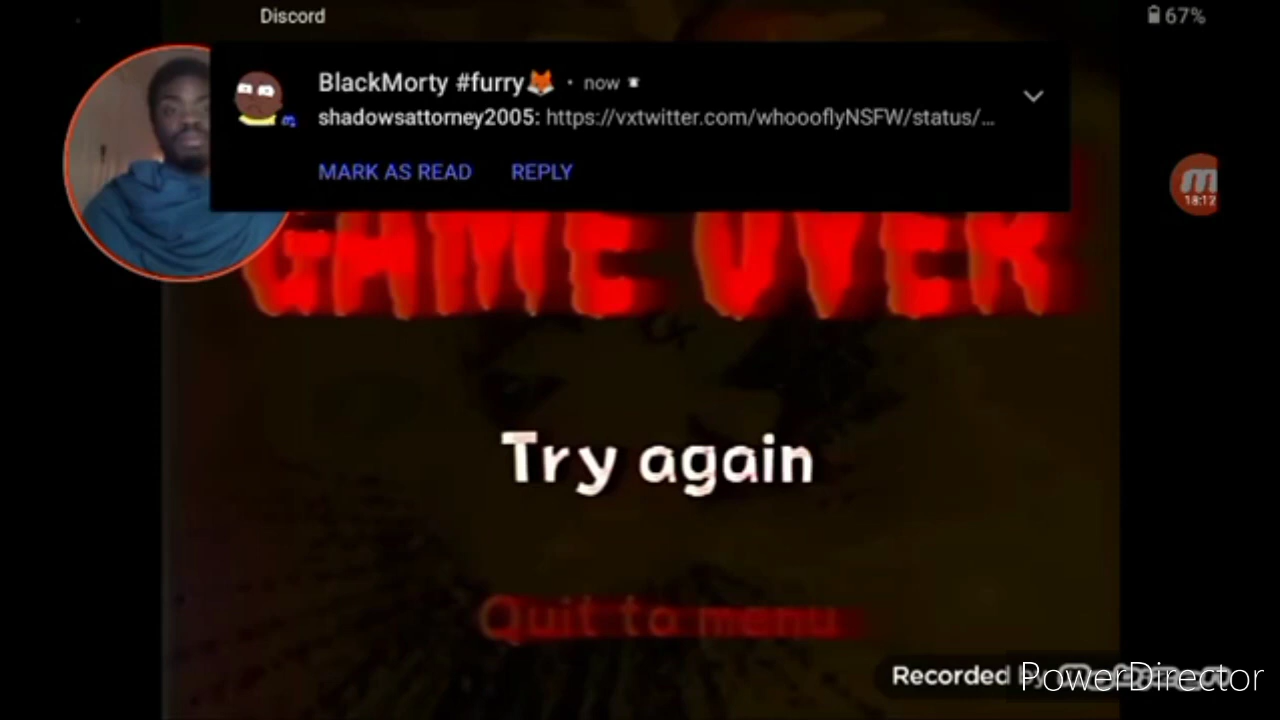 Discord
67%
BlackMorty #furry🦊 • now
shadowsattorney2005: https://vxtwitter.com/whoooflyNSFW/status/...
MARK AS READ REPLY
18:12
GAME OVER
Try again
Quit to menu
Recorded by
PowerDirector